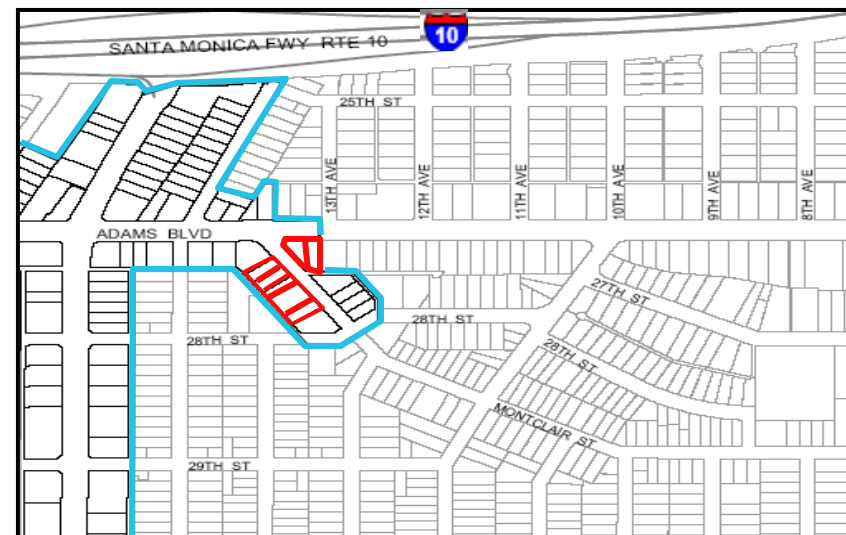 SANTA MONICA FWY RTE 10
10
25TH ST
13TH AVE
12TH AVE
11TH AVE
10TH AVE
9TH AVE
8TH AVE
ADAMS BLVD
27TH ST
28TH ST
28TH ST
28TH ST
MONTCLAIR ST
29TH ST